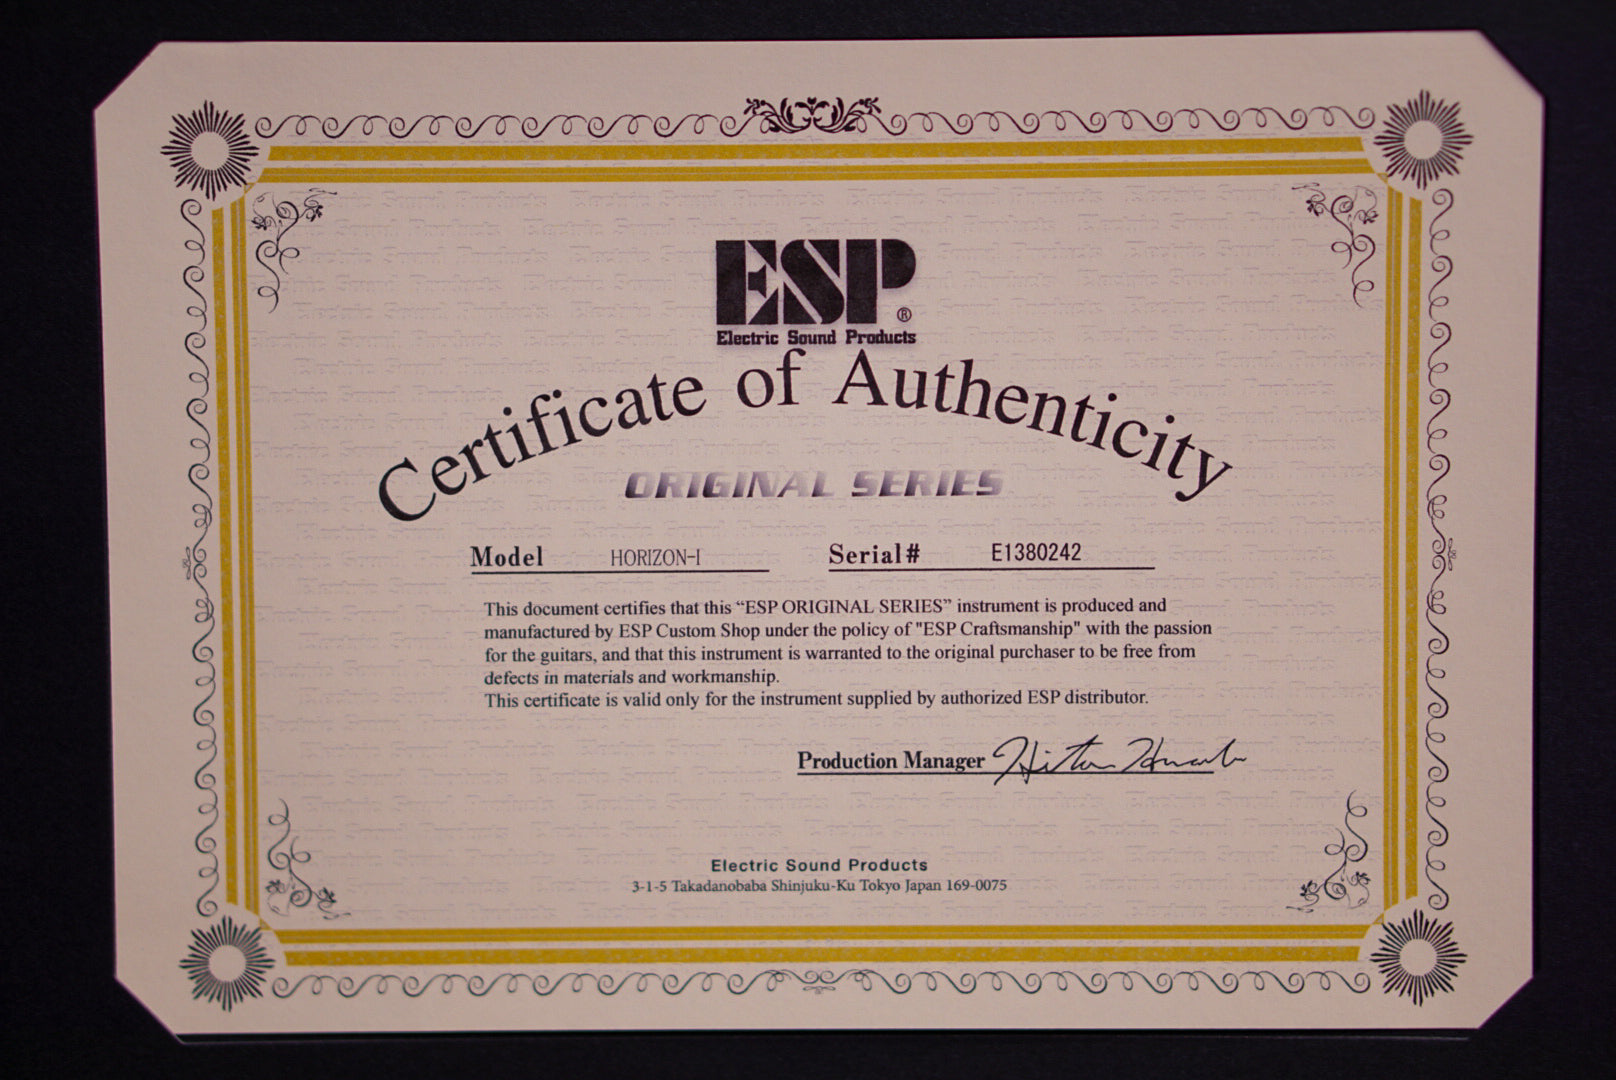 ESP®
Electric Sound Products
Certificate of Authenticity
ORIGINAL SERIES
Model HORIZON-I Serial# E1380242
This document certifies that this “ESP ORIGINAL SERIES” instrument is produced and
manufactured by ESP Custom Shop under the policy of "ESP Craftsmanship" with the passion
for the guitars, and that this instrument is warranted to the original purchaser to be free from
defects in materials and workmanship.
This certificate is valid only for the instrument supplied by authorized ESP distributor.
Production Manager
Electric Sound Products
3-1-5 Takadanobaba Shinjuku-Ku Tokyo Japan 169-0075